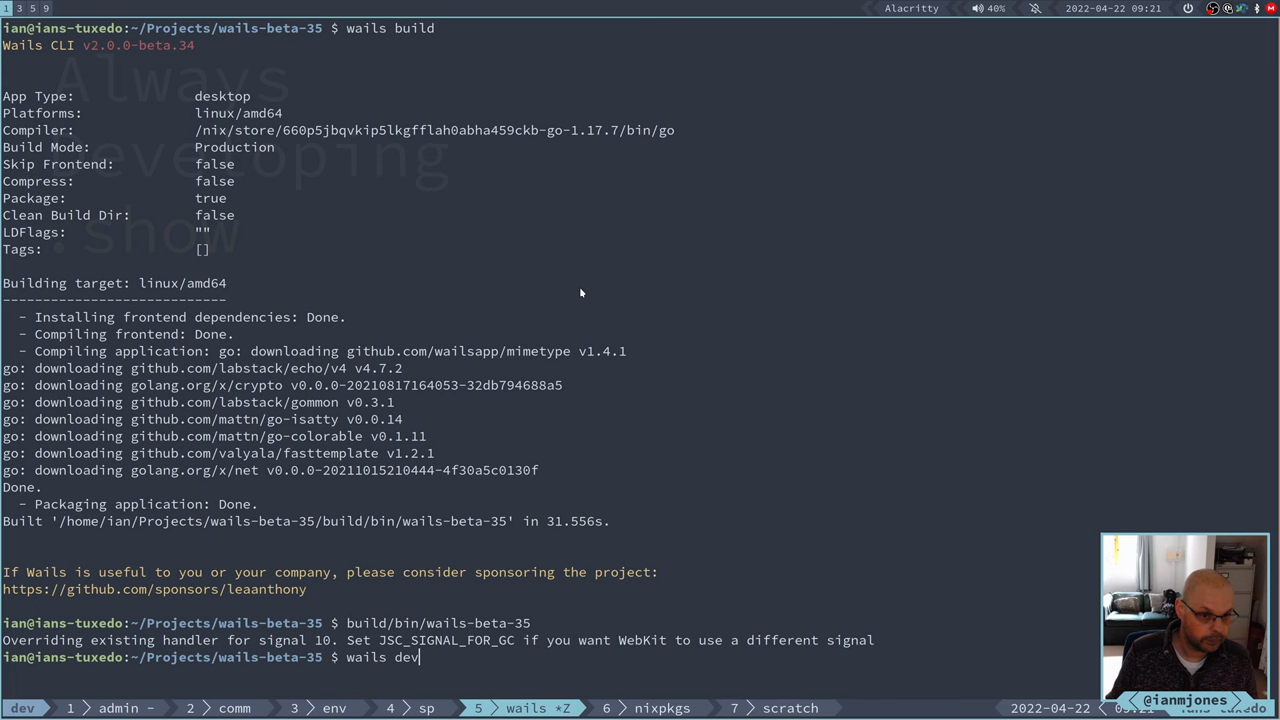 1 3 5 9 Alacritty 40% 2022-04-22 09:21
ian@ians-tuxedo:~/Projects/wails-beta-35 $ wails build
Wails CLI v2.0.0-beta.34
Always
Developing
.show
App Type: desktop
Platforms: linux/amd64
Compiler: /nix/store/660p5jbqvkip5lkgfflah0abha459ckb-go-1.17.7/bin/go
Build Mode: Production
Skip Frontend: false
Compress: false
Package: true
Clean Build Dir: false
LDFlags: ""
Tags: []
Building target: linux/amd64
----------------------------
- Installing frontend dependencies: Done.
- Compiling frontend: Done.
- Compiling application: go: downloading github.com/wailsapp/mimetype v1.4.1
go: downloading github.com/labstack/echo/v4 v4.7.2
go: downloading golang.org/x/crypto v0.0.0-20210817164053-32db794688a5
go: downloading github.com/labstack/gommon v0.3.1
go: downloading github.com/mattn/go-isatty v0.0.14
go: downloading github.com/mattn/go-colorable v0.1.11
go: downloading github.com/valyala/fasttemplate v1.2.1
go: downloading golang.org/x/net v0.0.0-20211015210444-4f30a5c0130f
Done.
- Packaging application: Done.
Built '/home/ian/Projects/wails-beta-35/build/bin/wails-beta-35' in 31.556s.
If Wails is useful to you or your company, please consider sponsoring the project:
https://github.com/sponsors/leaanthony
ian@ians-tuxedo:~/Projects/wails-beta-35 $ build/bin/wails-beta-35
Overriding existing handler for signal 10. Set JSC_SIGNAL_FOR_GC if you want WebKit to use a different signal
ian@ians-tuxedo:~/Projects/wails-beta-35 $ wails dev
@ianmjones
dev 1 admin - 2 comm 3 env 4 sp 5 wails *Z 6 nixpkgs 7 scratch 2022-04-22